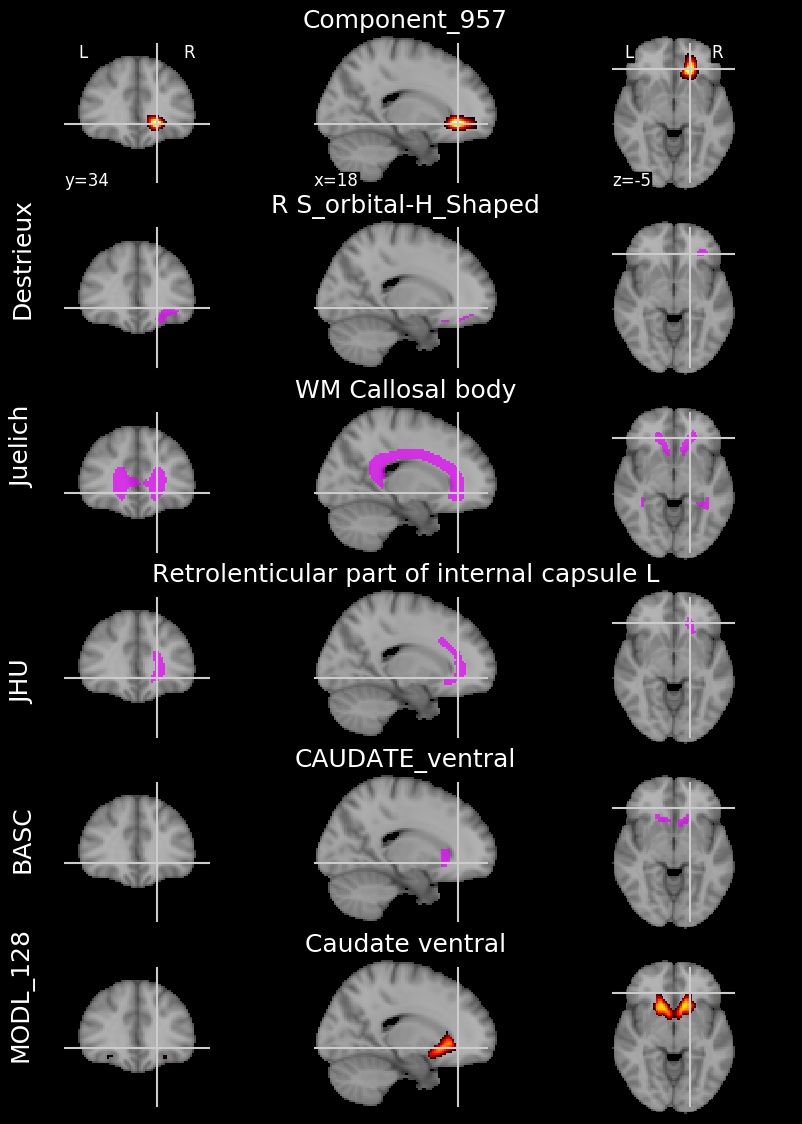 Component_957
L R L R
y=34 x=18 z=-5
Destrieux
R S_orbital-H_Shaped
Juelich
WM Callosal body
JHU
Retrolenticular part of internal capsule L
BASC
CAUDATE_ventral
MODL_128
Caudate ventral